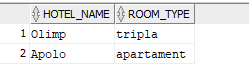 HOTEL_NAME ROOM_TYPE
1 Olimp tripla
2 Apolo apartament